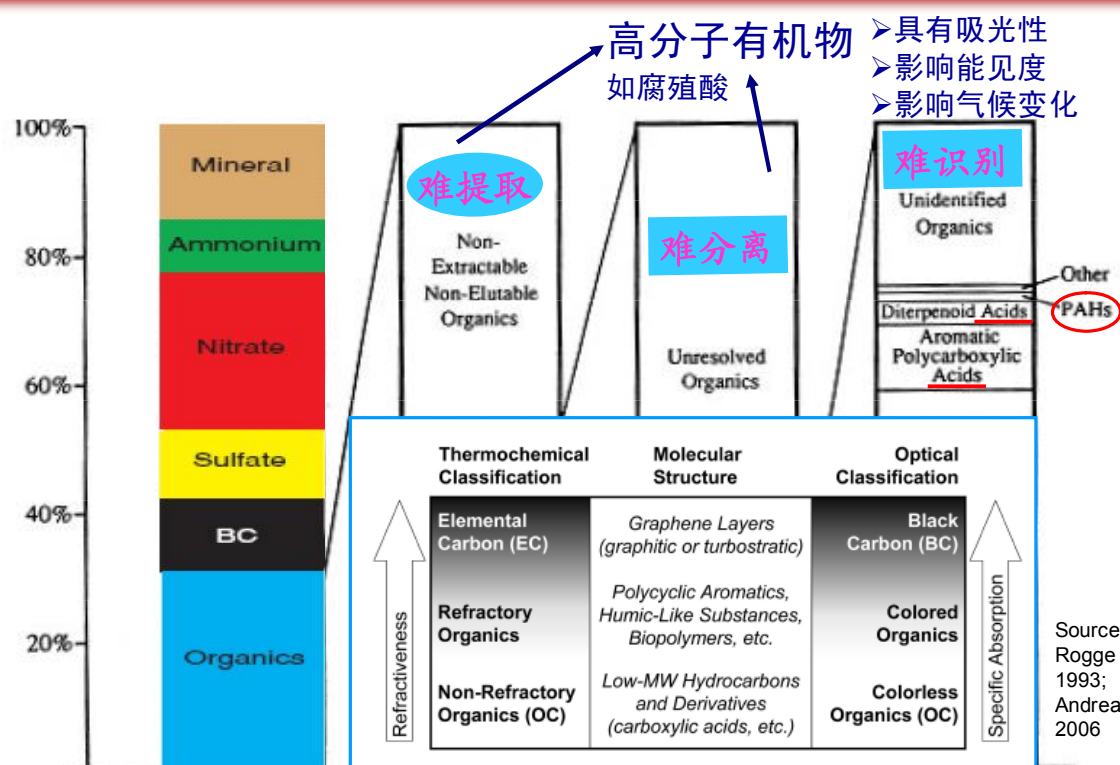 高分子有机物
如腐殖酸
➢具有吸光性
➢影响能见度
➢影响气候变化
100%
80%
60%
40%
20%
Mineral
Ammonium
Nitrate
Sulfate
BC
Organics
难提取
Non-
Extractable
Non-Elutable
Organics
难分离
Unresolved
Organics
难识别
Unidentified
Organics
Other
PAHs
Diterpenoid Acids
Aromatic
Polycarboxylic
Acids
Thermochemical
Classification
Molecular
Structure
Optical
Classification
Refractiveness
Elemental
Carbon (EC)
Graphene Layers
(graphitic or turbostratic)
Black
Carbon (BC)
Refractory
Organics
Polycyclic Aromatics,
Humic-Like Substances,
Biopolymers, etc.
Colored
Organics
Non-Refractory
Organics (OC)
Low-MW Hydrocarbons
and Derivatives
(carboxylic acids, etc.)
Colorless
Organics (OC)
Specific Absorption
Source
Rogge
1993;
Andrea
2006